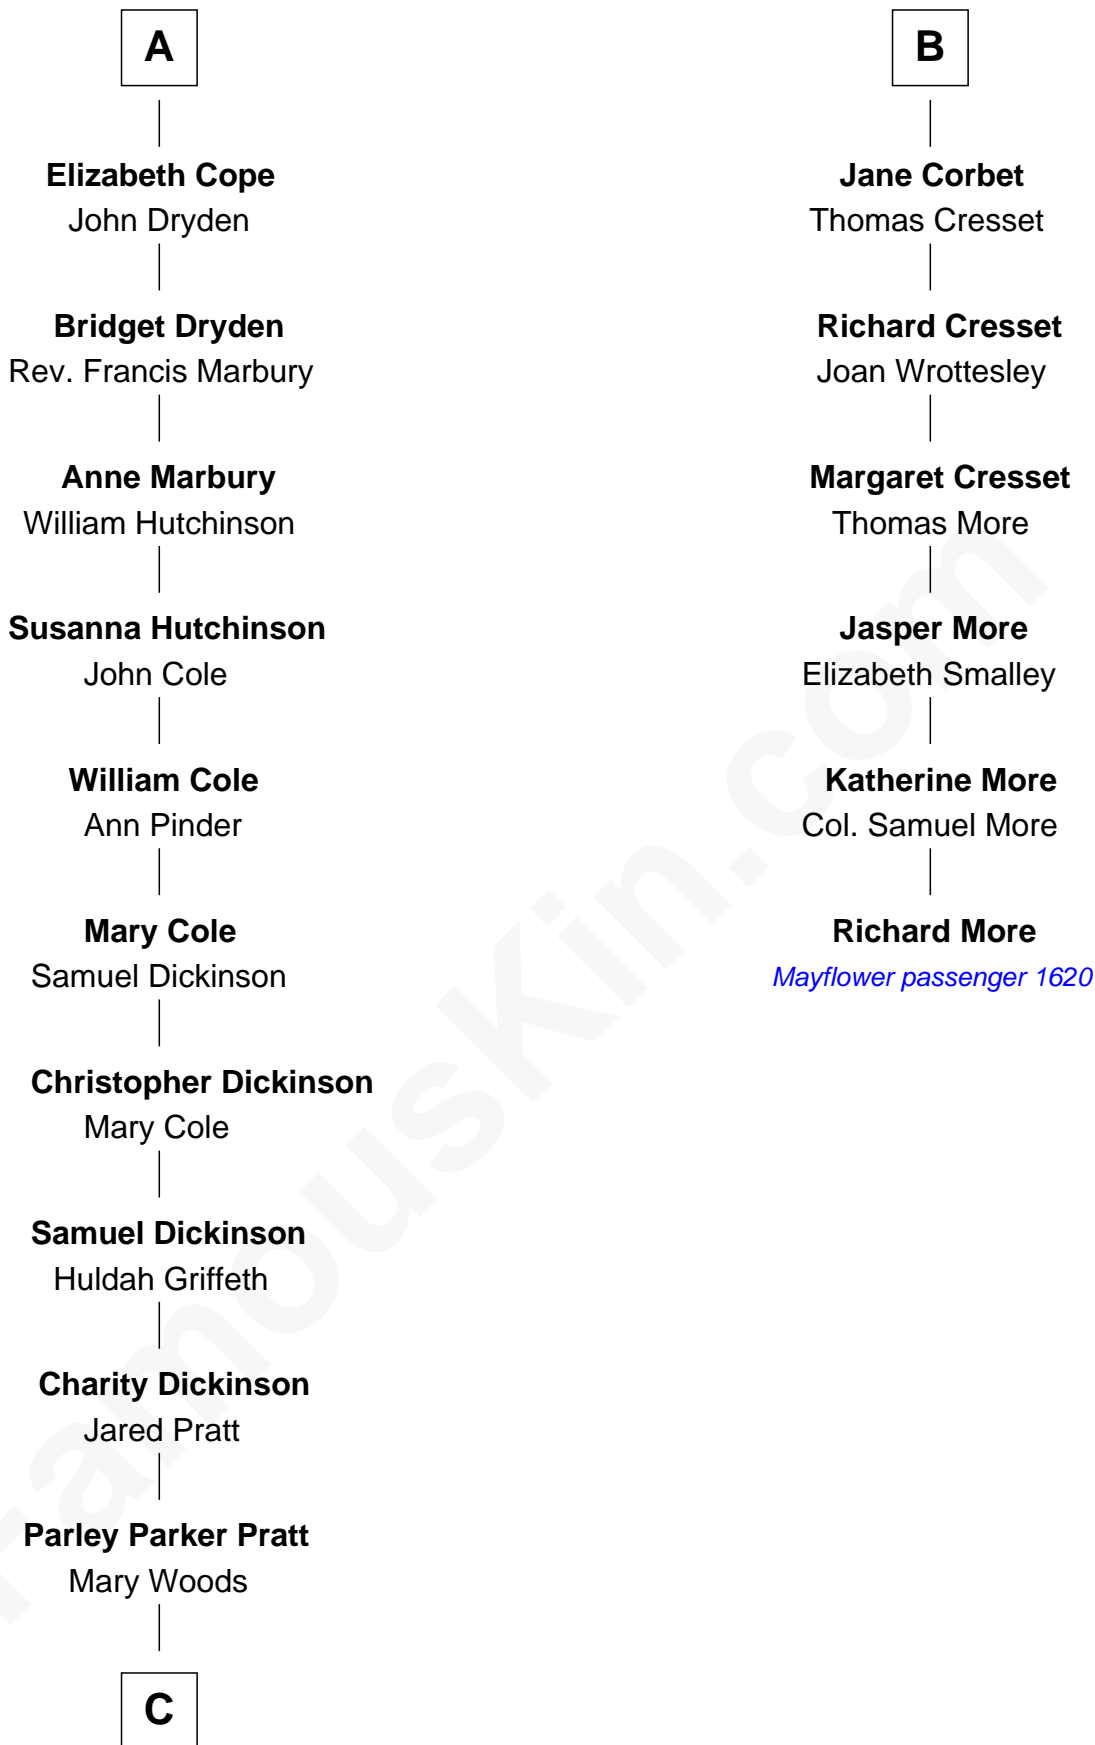 A
Elizabeth Cope
John Dryden
Bridget Dryden
Rev. Francis Marbury
Anne Marbury
William Hutchinson
Susanna Hutchinson
John Cole
William Cole
Ann Pinder
Mary Cole
Samuel Dickinson
Christopher Dickinson
Mary Cole
Samuel Dickinson
Huldah Griffeth
Charity Dickinson
Jared Pratt
Parley Parker Pratt
Mary Woods
C
B
Jane Corbet
Thomas Cresset
Richard Cresset
Joan Wrottesley
Margaret Cresset
Thomas More
Jasper More
Elizabeth Smalley
Katherine More
Col. Samuel More
Richard More
Mayflower passenger 1620
FamousKin.com